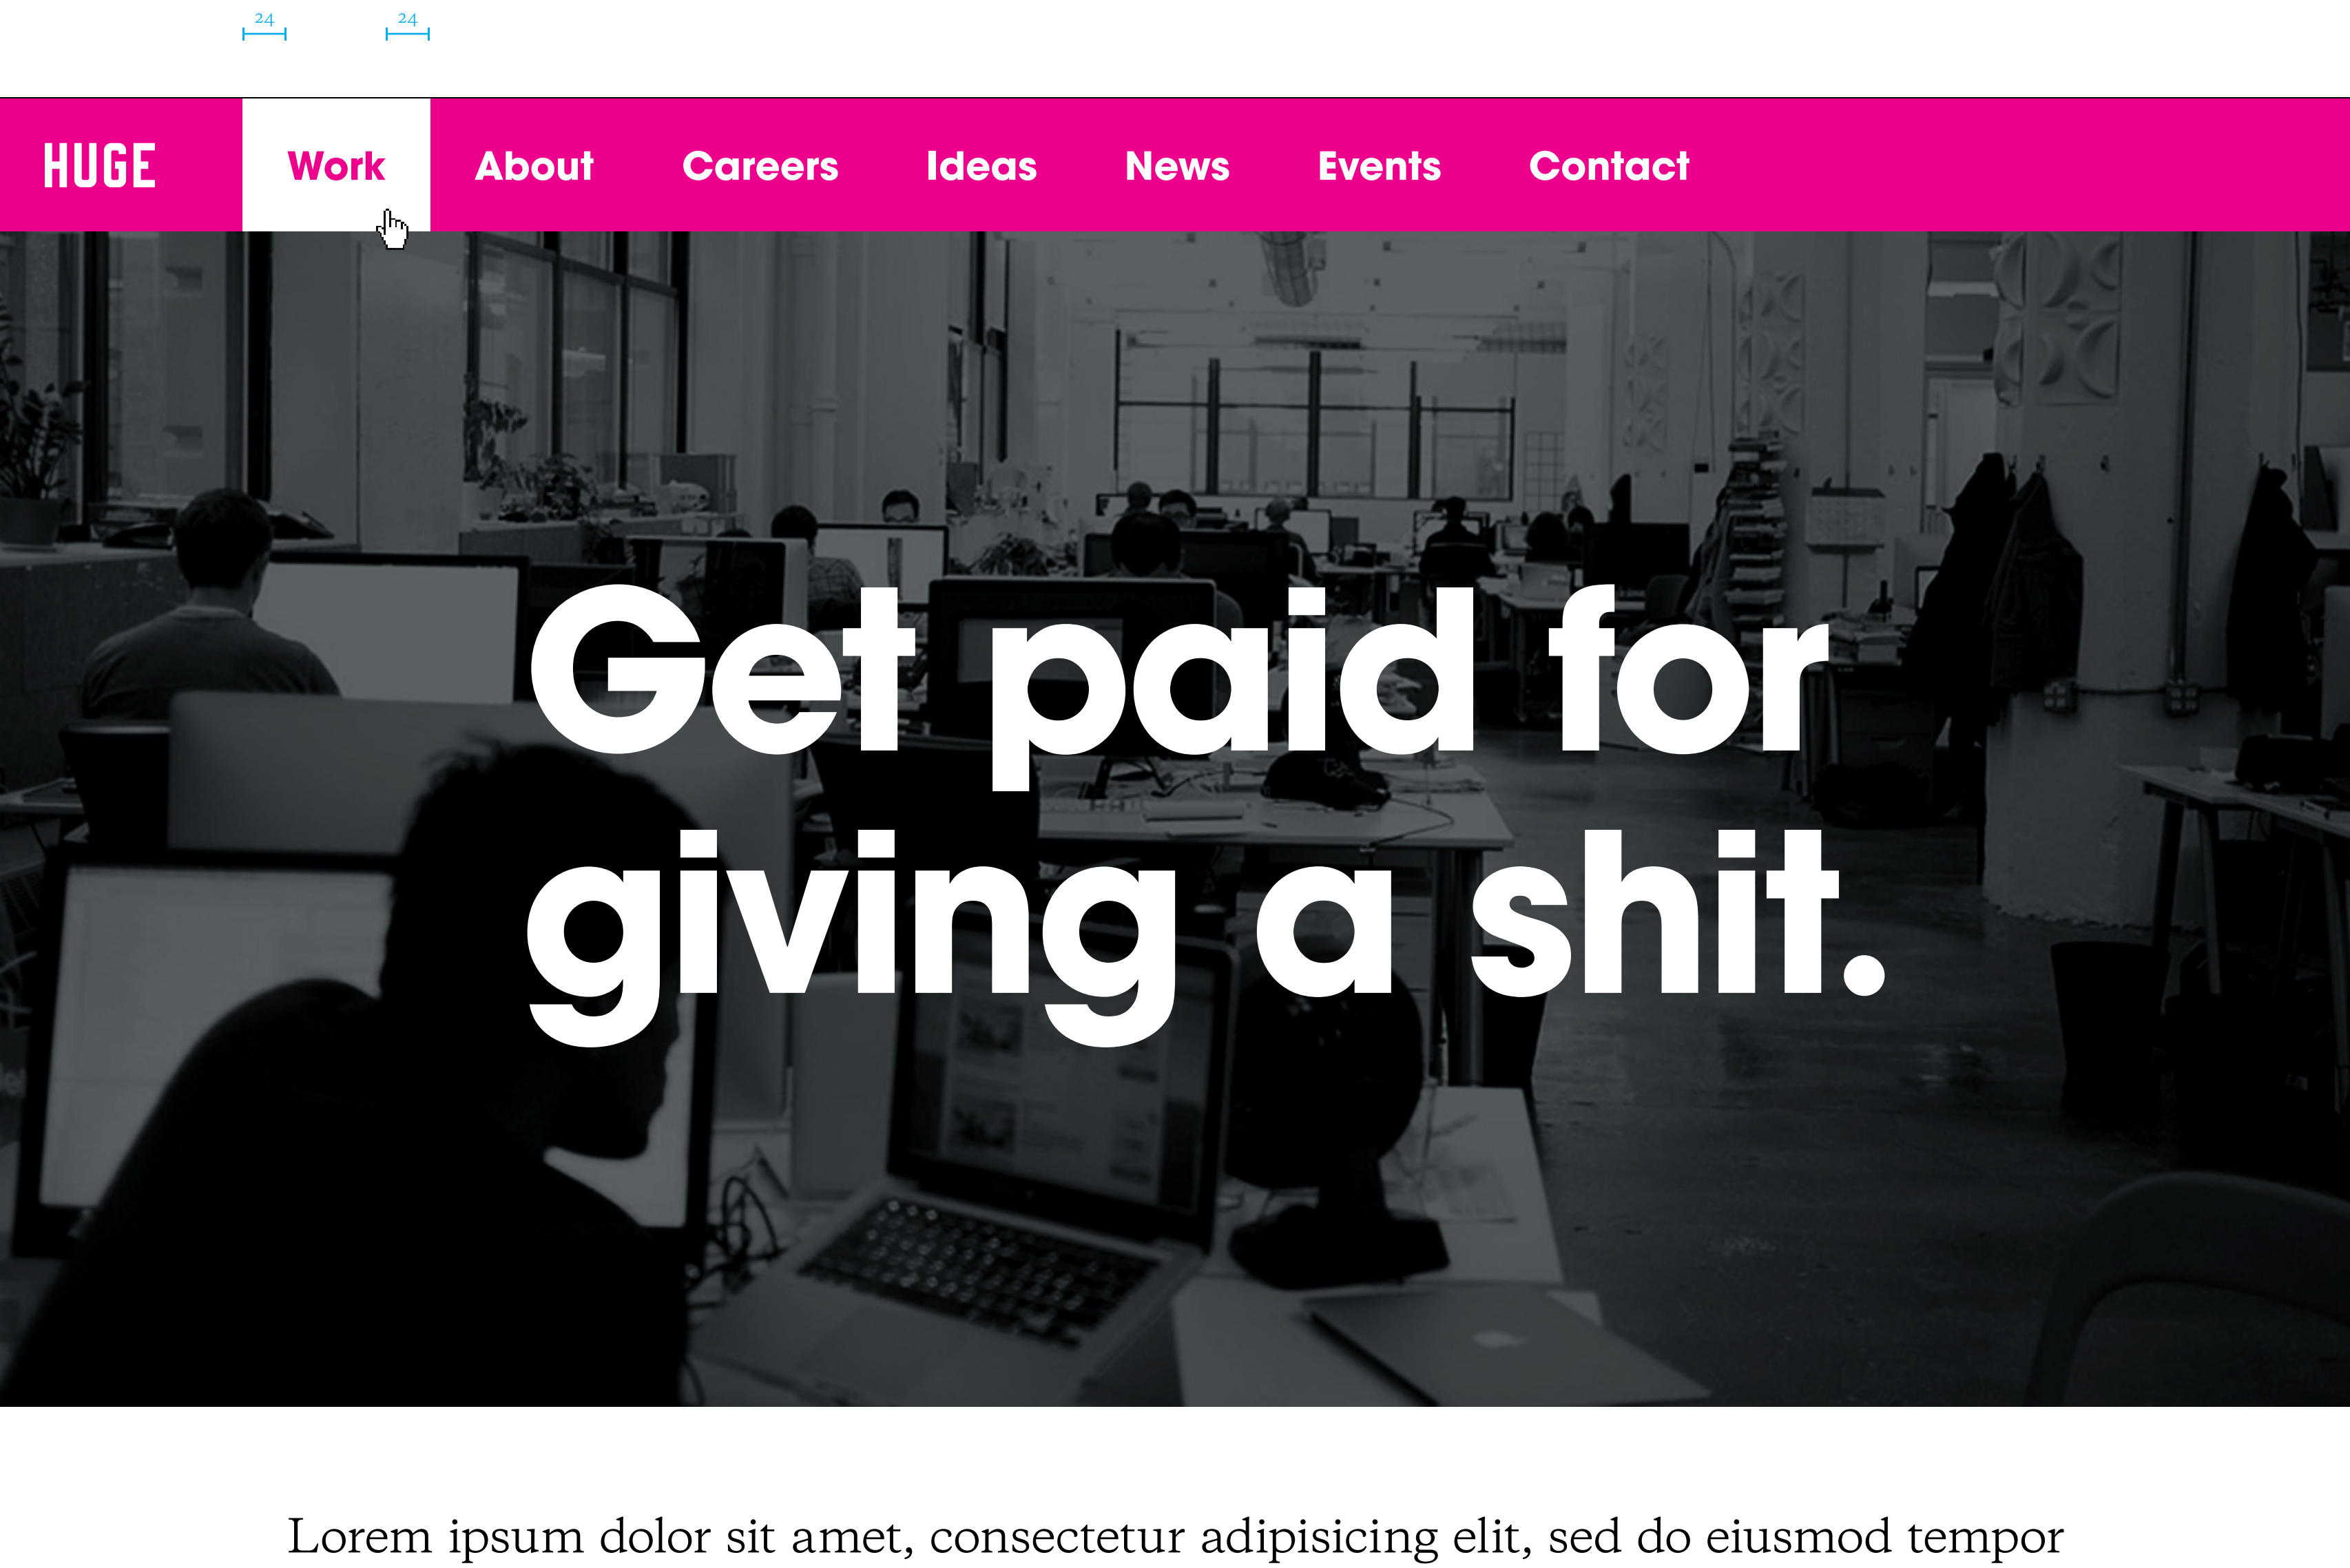 24 24
HUGE Work About Careers Ideas News Events Contact
Get paid for
giving a shit.
Lorem ipsum dolor sit amet, consectetur adipisicing elit, sed do eiusmod tempor